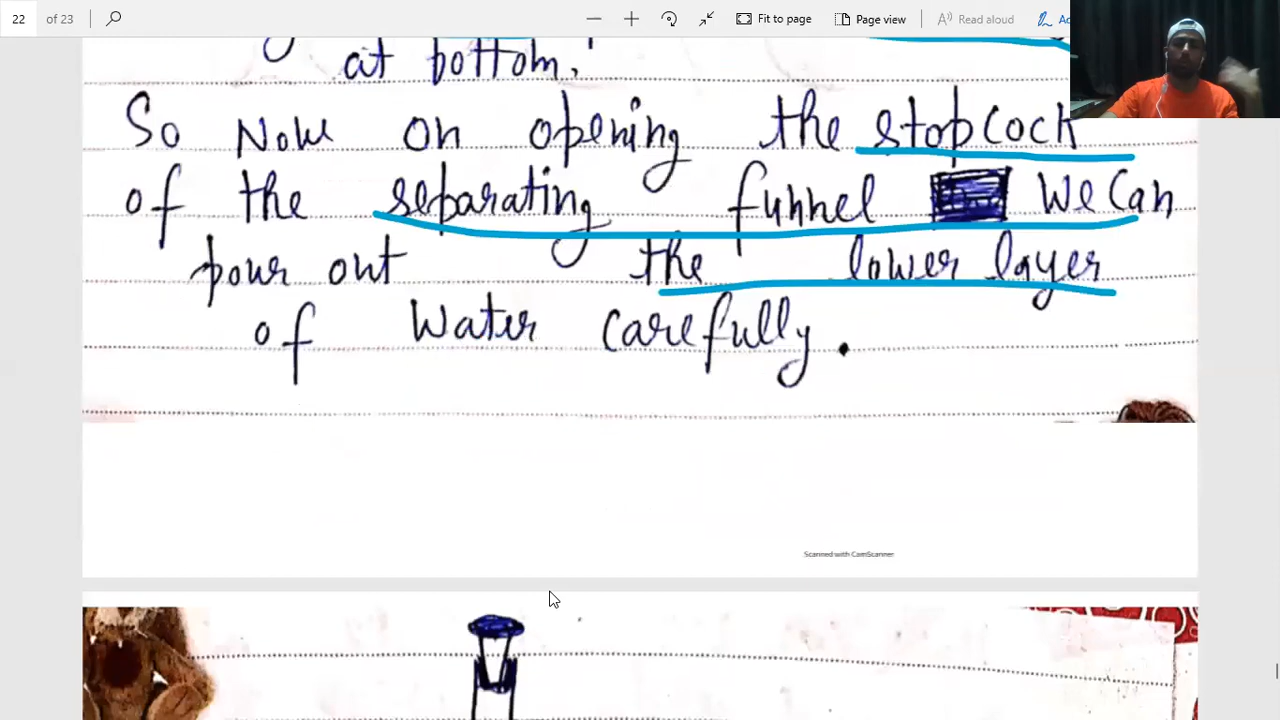 22 of 23 Fit to page Page view Read aloud
at bottom.
So Now on opening the stopcock
of the separating funnel We Can
pour out the lower layer
of Water carefully.
Scanned with CamScanner